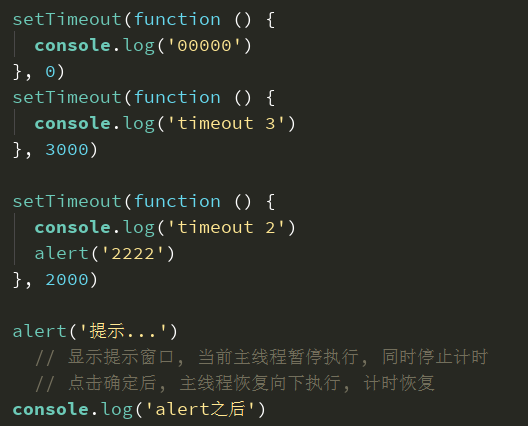 setTimeout(function () {
  console.log('00000')
}, 0)
setTimeout(function () {
  console.log('timeout 3')
}, 3000)

setTimeout(function () {
  console.log('timeout 2')
  alert('2222')
}, 2000)

alert('提示...')
  // 显示提示窗口, 当前主线程暂停执行, 同时停止计时
  // 点击确定后, 主线程恢复向下执行, 计时恢复
console.log('alert之后')